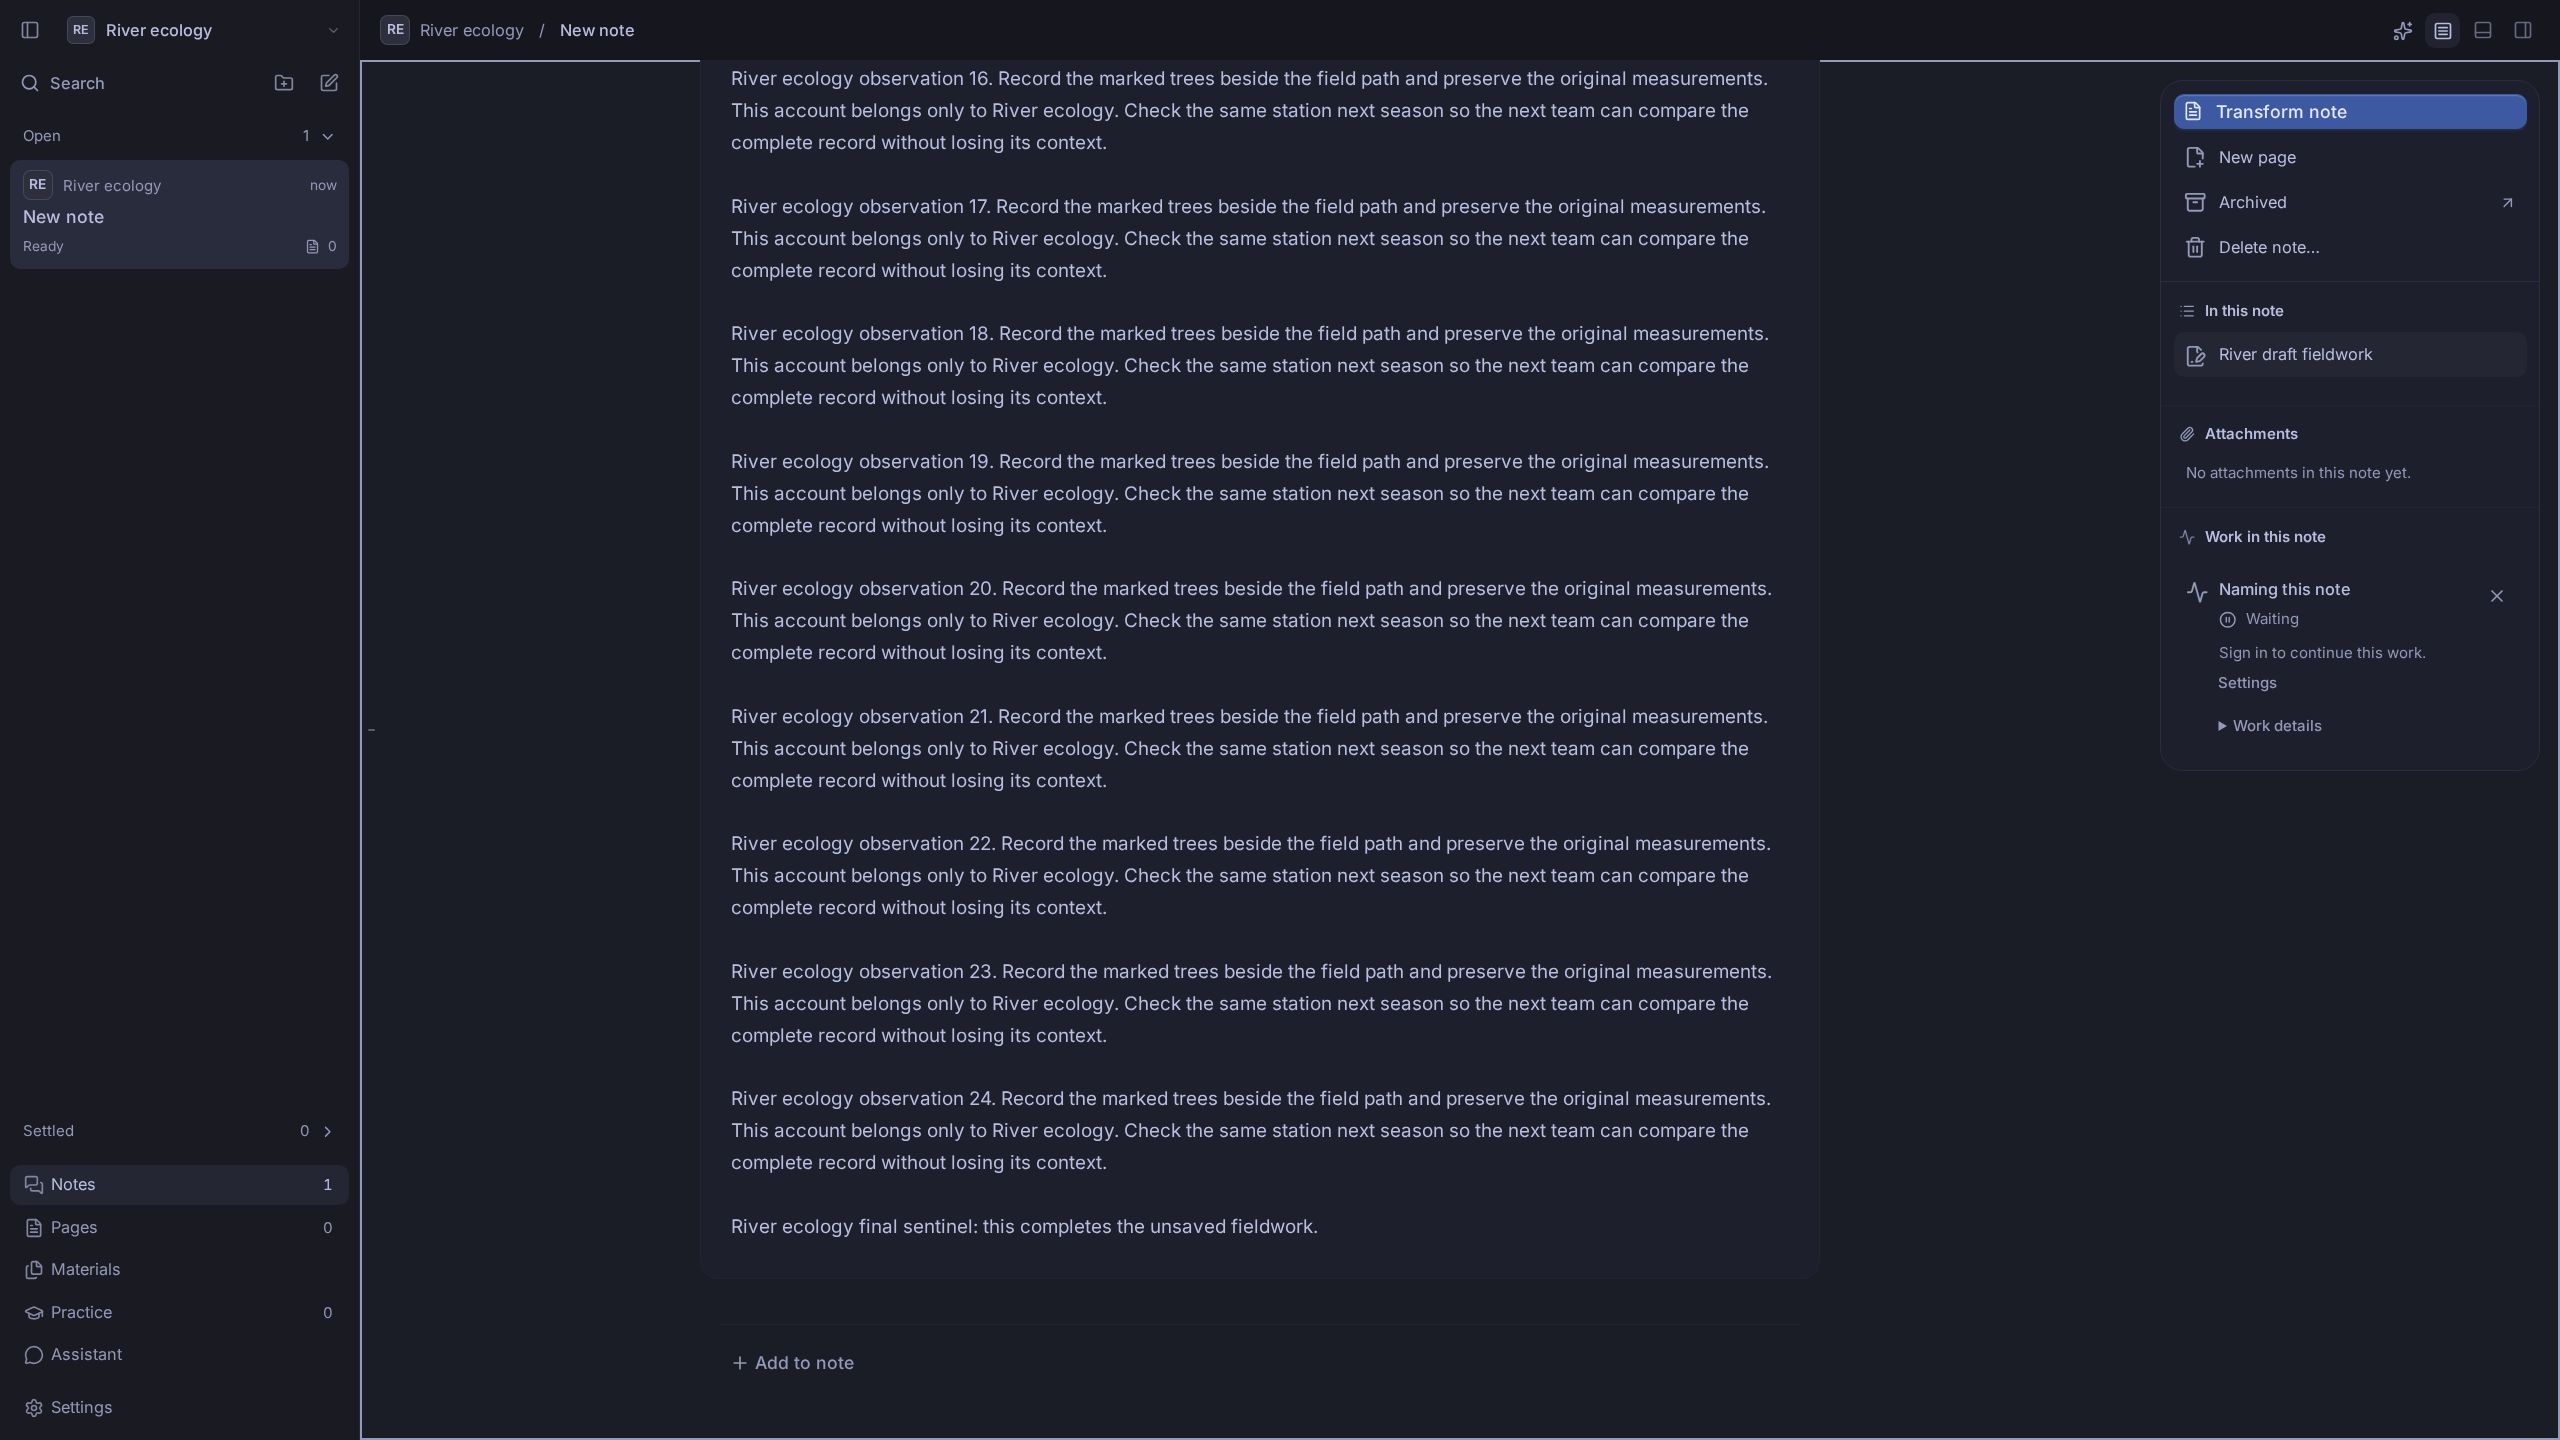 RE River ecology
Search
Open 1
RE River ecology now
New note
Ready 0
Settled 0
Notes 1
Pages 0
Materials
Practice 0
Assistant
Settings
RE River ecology / New note
River ecology observation 16. Record the marked trees beside the field path and preserve the original measurements.
This account belongs only to River ecology. Check the same station next season so the next team can compare the
complete record without losing its context.
River ecology observation 17. Record the marked trees beside the field path and preserve the original measurements.
This account belongs only to River ecology. Check the same station next season so the next team can compare the
complete record without losing its context.
River ecology observation 18. Record the marked trees beside the field path and preserve the original measurements.
This account belongs only to River ecology. Check the same station next season so the next team can compare the
complete record without losing its context.
River ecology observation 19. Record the marked trees beside the field path and preserve the original measurements.
This account belongs only to River ecology. Check the same station next season so the next team can compare the
complete record without losing its context.
River ecology observation 20. Record the marked trees beside the field path and preserve the original measurements.
This account belongs only to River ecology. Check the same station next season so the next team can compare the
complete record without losing its context.
River ecology observation 21. Record the marked trees beside the field path and preserve the original measurements.
This account belongs only to River ecology. Check the same station next season so the next team can compare the
complete record without losing its context.
River ecology observation 22. Record the marked trees beside the field path and preserve the original measurements.
This account belongs only to River ecology. Check the same station next season so the next team can compare the
complete record without losing its context.
River ecology observation 23. Record the marked trees beside the field path and preserve the original measurements.
This account belongs only to River ecology. Check the same station next season so the next team can compare the
complete record without losing its context.
River ecology observation 24. Record the marked trees beside the field path and preserve the original measurements.
This account belongs only to River ecology. Check the same station next season so the next team can compare the
complete record without losing its context.
River ecology final sentinel: this completes the unsaved fieldwork.
Add to note
Transform note
New page
Archived
Delete note...
In this note
River draft fieldwork
Attachments
No attachments in this note yet.
Work in this note
Naming this note
Waiting
Sign in to continue this work.
Settings
Work details